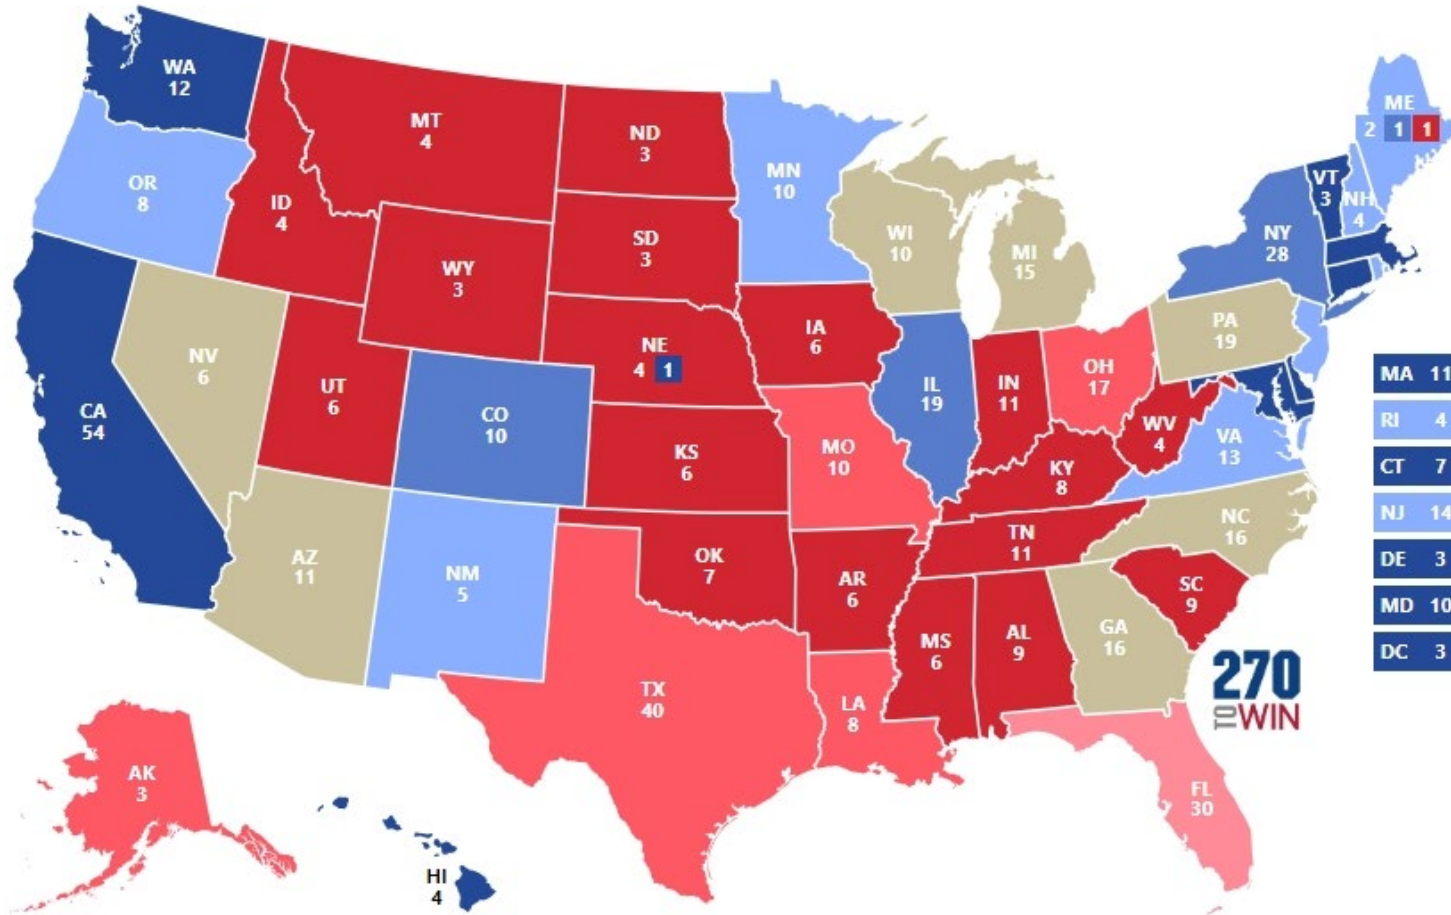 WA
12
MT
4
ND
3
MN
10
ME
2 1 1
OR
8
ID
4
VT
3
NH
4
SD
3
WI
10
MI
15
NY
28
WY
3
NV
6
UT
6
NE
4 1
IA
6
PA
19
CA
54
CO
10
IL
19
IN
11
OH
17
WV
4
VA
13
MA 11
RI 4
CT 7
NJ 14
DE 3
MD 10
DC 3
KS
6
MO
10
KY
8
NC
16
AZ
11
NM
5
OK
7
AR
6
TN
11
SC
9
MS
6
AL
9
GA
16
TX
40
LA
8
270
TO WIN
AK
3
FL
30
HI
4